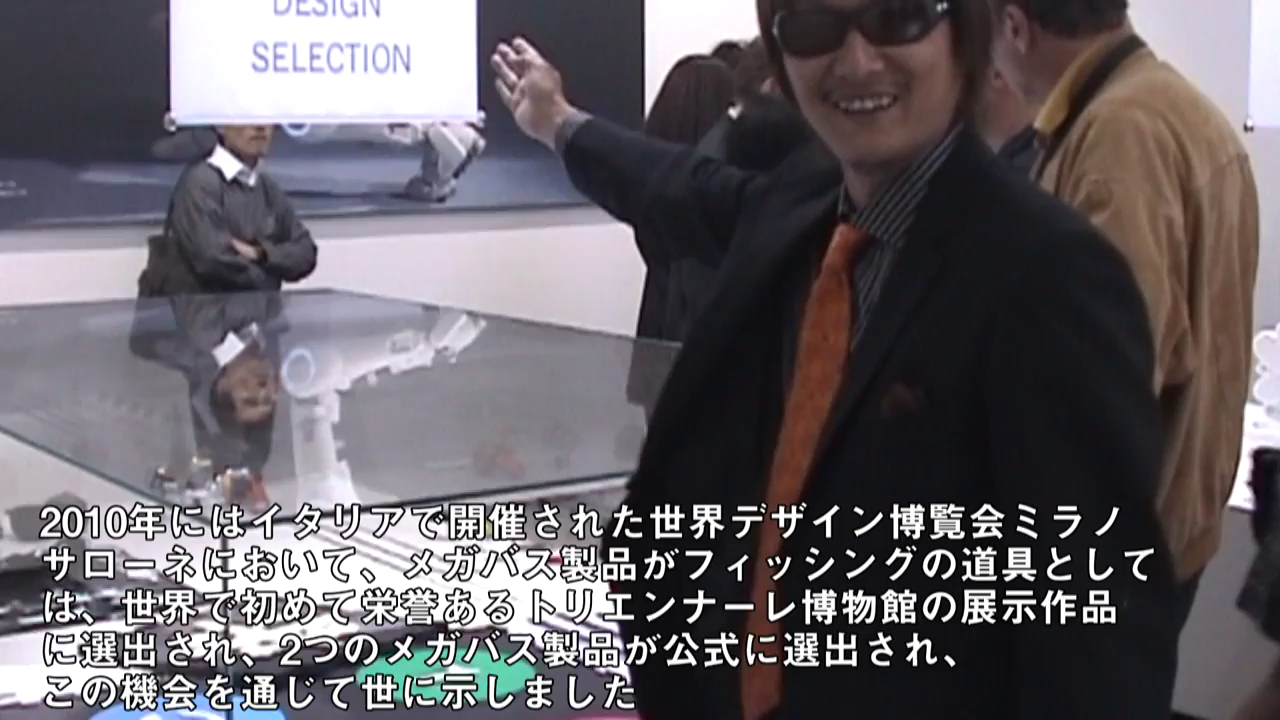 DESIGN
SELECTION
2010年にはイタリアで開催された世界デザイン博覧会ミラノ
サローネにおいて、メガバス製品がフィッシングの道具として
は、世界で初めて栄誉あるトリエンナーレ博物館の展示作品
に選出され、2つのメガバス製品が公式に選出され、
この機会を通じて世に示しました